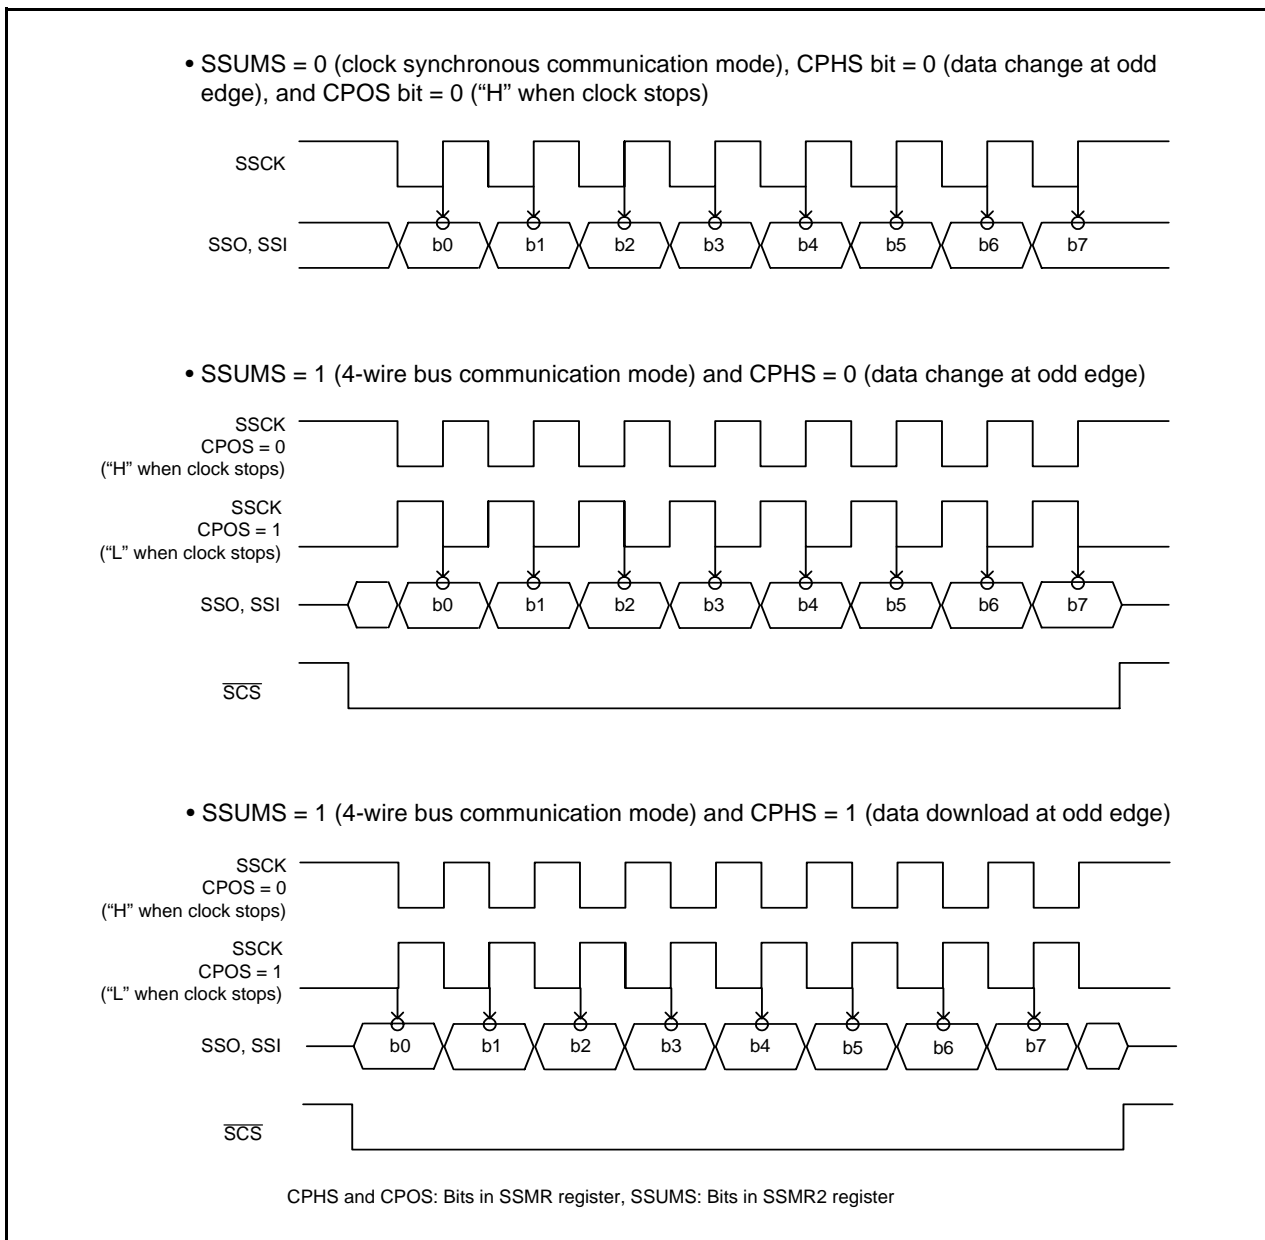 • SSUMS = 0 (clock synchronous communication mode), CPHS bit = 0 (data change at odd
edge), and CPOS bit = 0 (“H” when clock stops)
SSCK
SSO, SSI
b0 b1 b2 b3 b4 b5 b6 b7
• SSUMS = 1 (4-wire bus communication mode) and CPHS = 0 (data change at odd edge)
SSCK
CPOS = 0
(“H” when clock stops)
SSCK
CPOS = 1
(“L” when clock stops)
SSO, SSI
b0 b1 b2 b3 b4 b5 b6 b7
SCS
• SSUMS = 1 (4-wire bus communication mode) and CPHS = 1 (data download at odd edge)
SSCK
CPOS = 0
(“H” when clock stops)
SSCK
CPOS = 1
(“L” when clock stops)
SSO, SSI
b0 b1 b2 b3 b4 b5 b6 b7
SCS
CPHS and CPOS: Bits in SSMR register, SSUMS: Bits in SSMR2 register